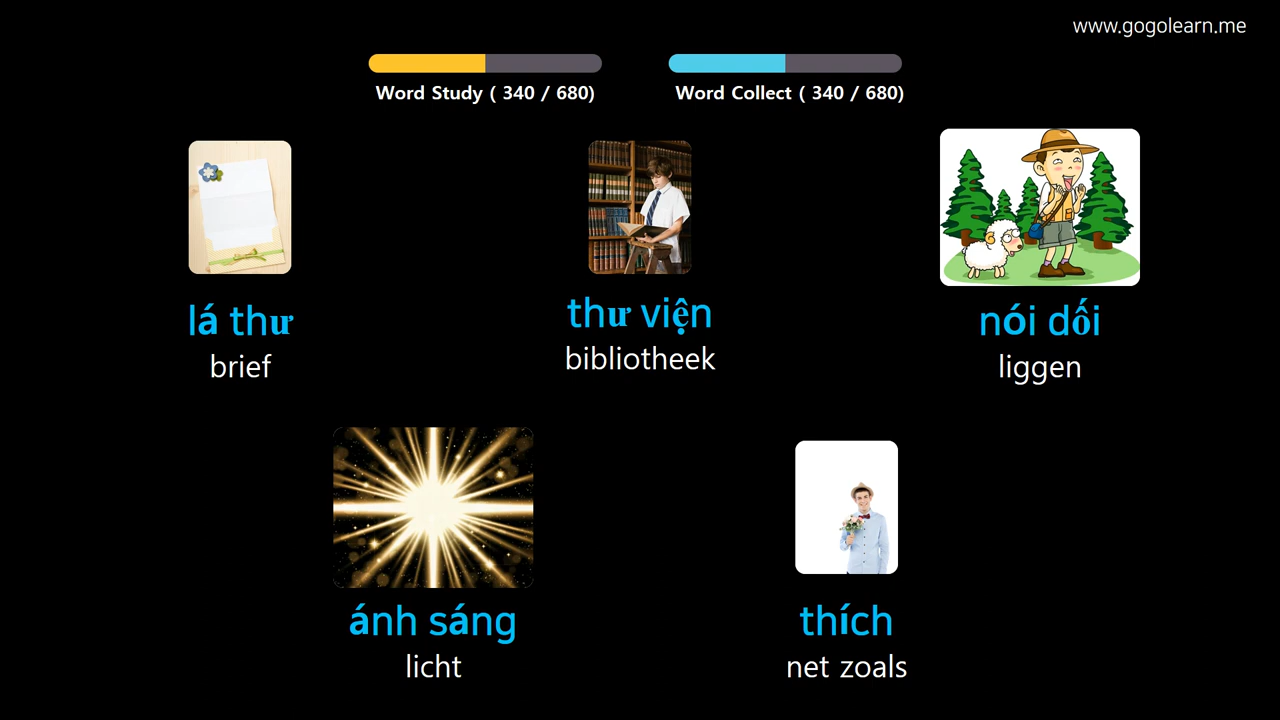 www.gogolearn.me
Word Study ( 340 / 680)
Word Collect ( 340 / 680)
lá thư
brief
thư viện
bibliotheek
nói dối
liggen
ánh sáng
licht
thích
net zoals